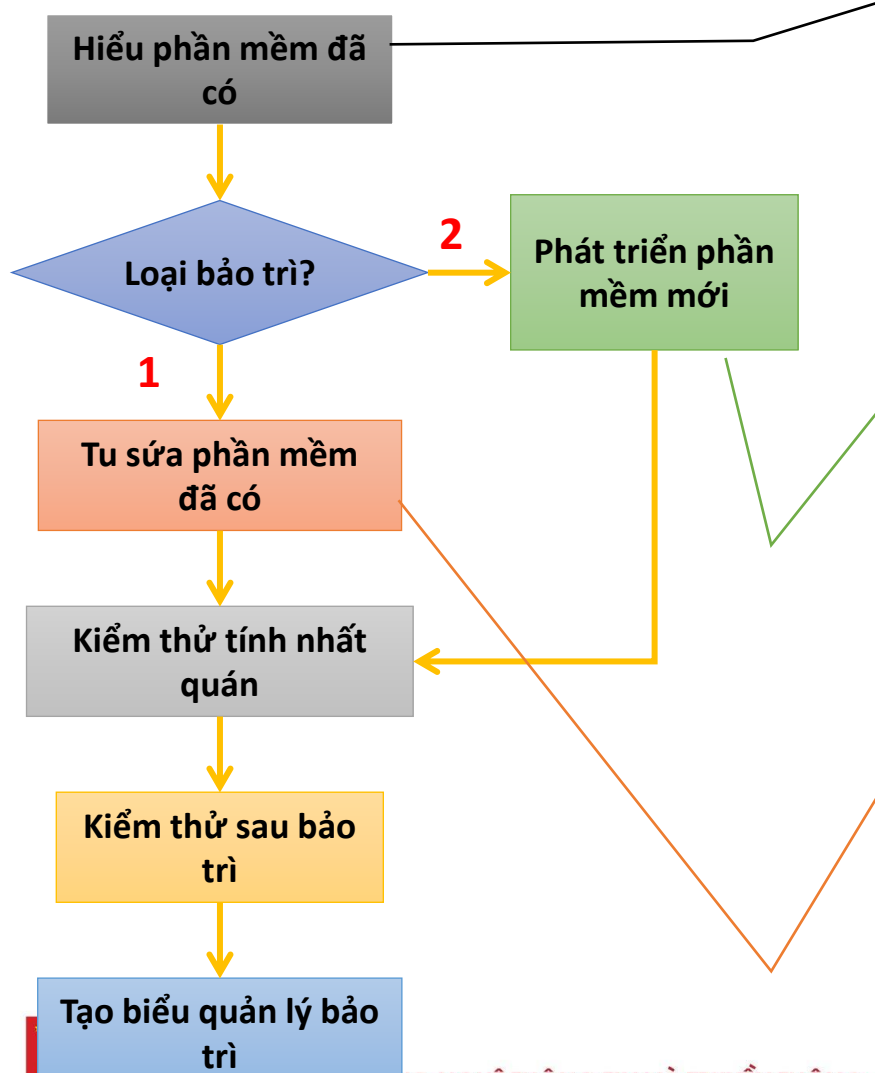 Hiểu phần mềm đã
có
Loại bảo trì?
2
Phát triển phần
mềm mới
1
Tu sứa phần mềm
đã có
Kiểm thử tính nhất
quán
Kiểm thử sau bảo
trì
Tạo biểu quản lý bảo
trì